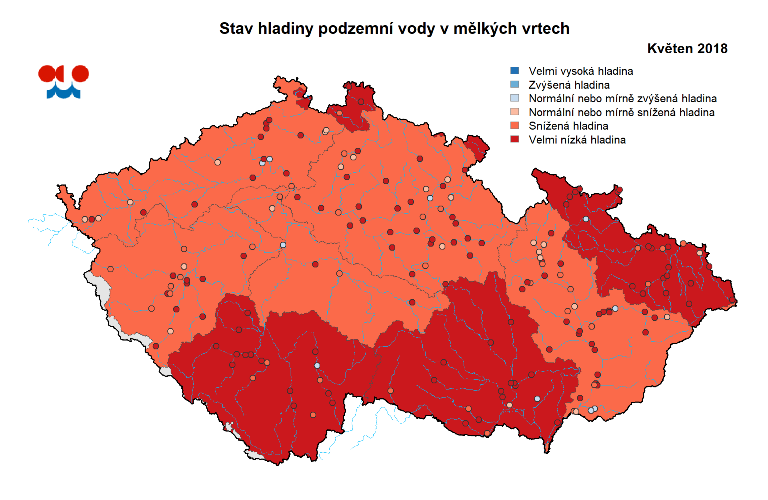 Stav hladiny podzemní vody v mělkých vrtech
Květen 2018
Velmi vysoká hladina
Zvýšená hladina
Normální nebo mírně zvýšená hladina
Normální nebo mírně snížená hladina
Snížená hladina
Velmi nízká hladina